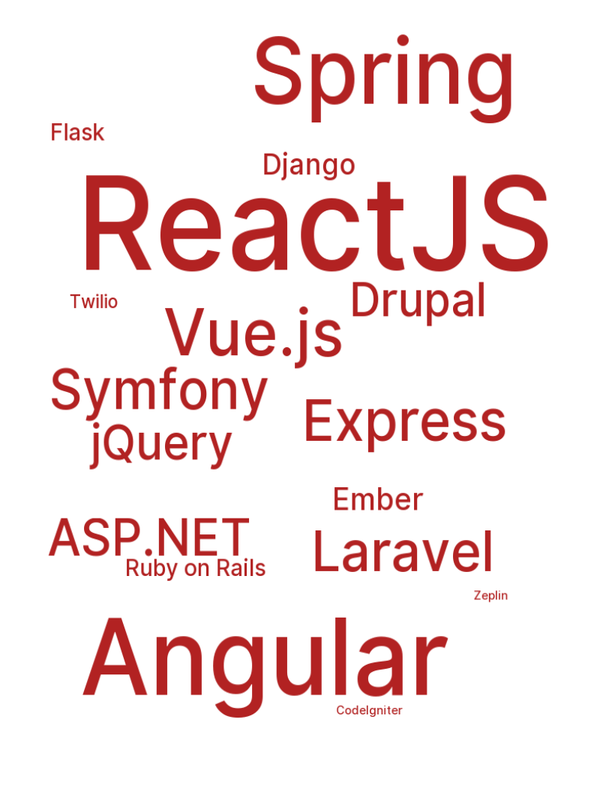 Spring
Flask
Django
ReactJS
Drupal
Twilio
Vue.js
Symfony
Express
jQuery
Ember
ASP.NET
Laravel
Ruby on Rails
Zeplin
Angular
CodeIgniter